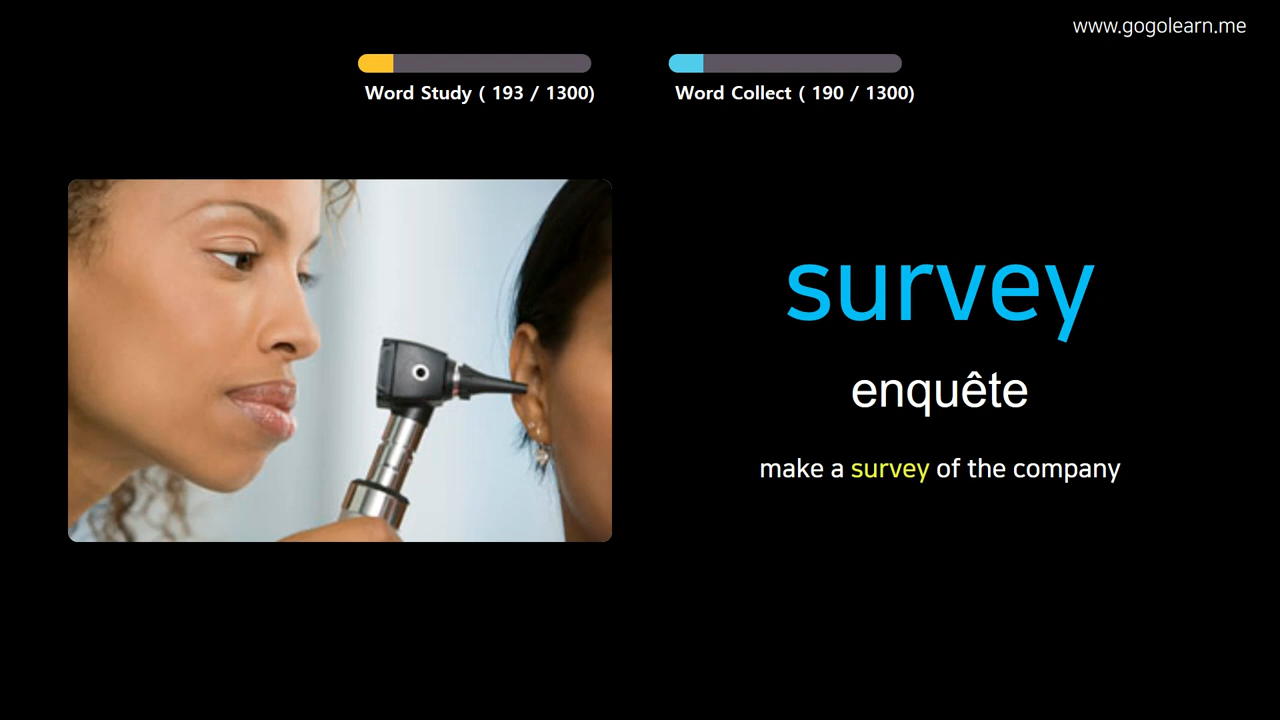 www.gogolearn.me
Word Study ( 193 / 1300)
Word Collect ( 190 / 1300)
survey
enquête
make a survey of the company